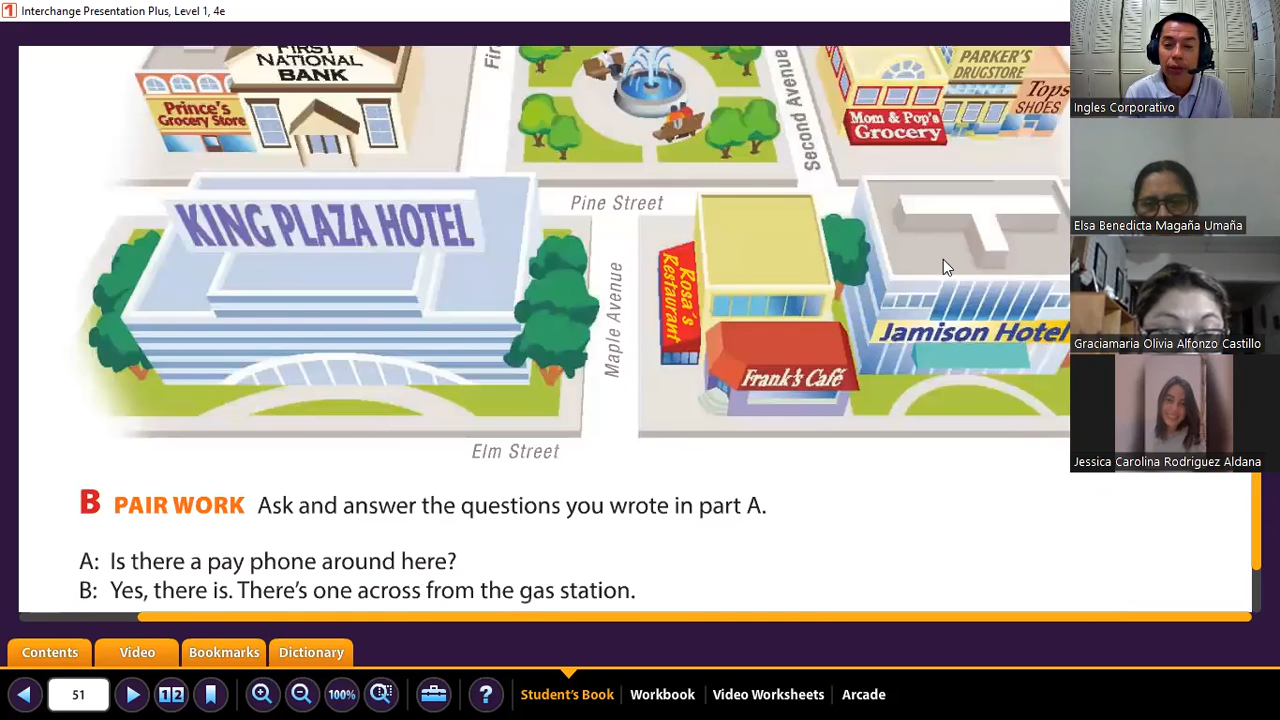 Interchange Presentation Plus, Level 1, 4e
FIRST
NATIONAL
BANK
Prince's
Grocery Store
Second Avenue
PARKER'S
DRUGSTORE
Tops
SHOES
Mom & Pop's
Grocery
Pine Street
KING PLAZA HOTEL
Maple Avenue
Rosa's
Restaurant
Frank's Café
Jamison Hotel
Elm Street
B PAIR WORK Ask and answer the questions you wrote in part A.
A: Is there a pay phone around here?
B: Yes, there is. There's one across from the gas station.
Ingles Corporativo
Elsa Benedicta Magaña Umaña
Graciamaria Olivia Alfonzo Castillo
Jessica Carolina Rodriguez Aldana
Contents Video Bookmarks Dictionary
51 1 2 100% ? Student's Book Workbook Video Worksheets Arcade